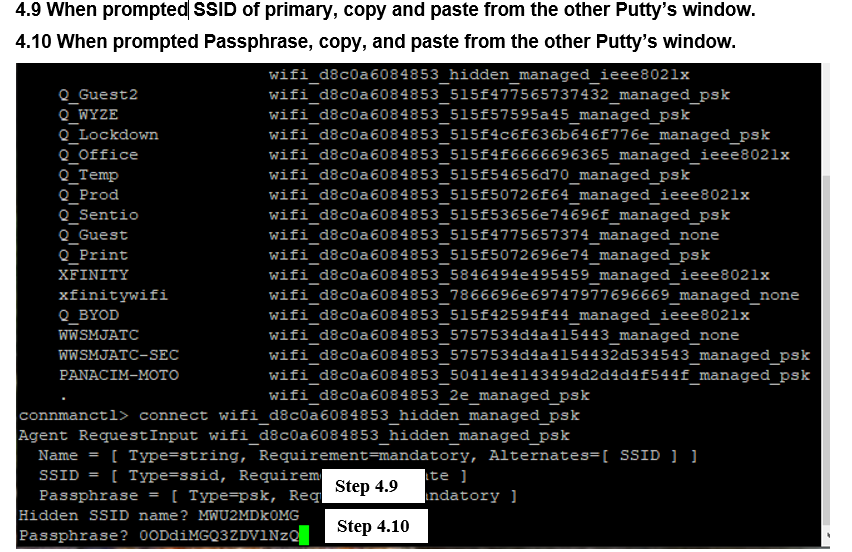 4.9 When prompted SSID of primary, copy and paste from the other Putty’s window.
4.10 When prompted Passphrase, copy, and paste from the other Putty’s window.
wifi_d8c0a6084853_hidden_managed_ieee8021x
Q_Guest2 wifi_d8c0a6084853_515f477565737432_managed_psk
Q_WYZE wifi_d8c0a6084853_515f57595a45_managed_psk
Q_Lockdown wifi_d8c0a6084853_515f4c6f636b646f776e_managed_psk
Q_Office wifi_d8c0a6084853_515f4f6666696365_managed_ieee8021x
Q_Temp wifi_d8c0a6084853_515f54656d70_managed_psk
Q_Prod wifi_d8c0a6084853_515f50726f64_managed_ieee8021x
Q_Sentio wifi_d8c0a6084853_515f53656e74696f_managed_psk
Q_Guest wifi_d8c0a6084853_515f4775657374_managed_none
Q_Print wifi_d8c0a6084853_515f5072696e74_managed_psk
XFINITY wifi_d8c0a6084853_5846494e495459_managed_ieee8021x
xfinitywifi wifi_d8c0a6084853_7866696e69747977696669_managed_none
Q_BYOD wifi_d8c0a6084853_515f42594f44_managed_ieee8021x
WWSMJATC wifi_d8c0a6084853_5757534d4a415443_managed_none
WWSMJATC-SEC wifi_d8c0a6084853_5757534d4a4154432d534543_managed_psk
PANACIM-MOTO wifi_d8c0a6084853_50414e4143494d2d4d4f544f_managed_psk
. wifi_d8c0a6084853_2e_managed_psk
connmanctl> connect wifi_d8c0a6084853_hidden_managed_psk
Agent RequestInput wifi_d8c0a6084853_hidden_managed_psk
Name = [ Type=string, Requirement=mandatory, Alternates=[ SSID ] ]
SSID = [ Type=ssid, Requirem te ]
Passphrase = [ Type=psk, Req ndatory ]
Step 4.9
Hidden SSID name? MWU2MDk0MG
Step 4.10
Passphrase? 0ODdiMGQ3ZDVlNzQ